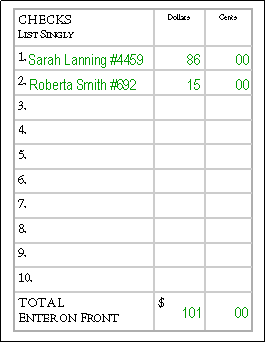 CHECKS Dollars Cents
LIST SINGLY
1. Sarah Lanning #4459 86 00
2. Roberta Smith #692 15 00
3.
4.
5.
6.
7.
8.
9.
10.
TOTAL $ 101 00
ENTER ON FRONT